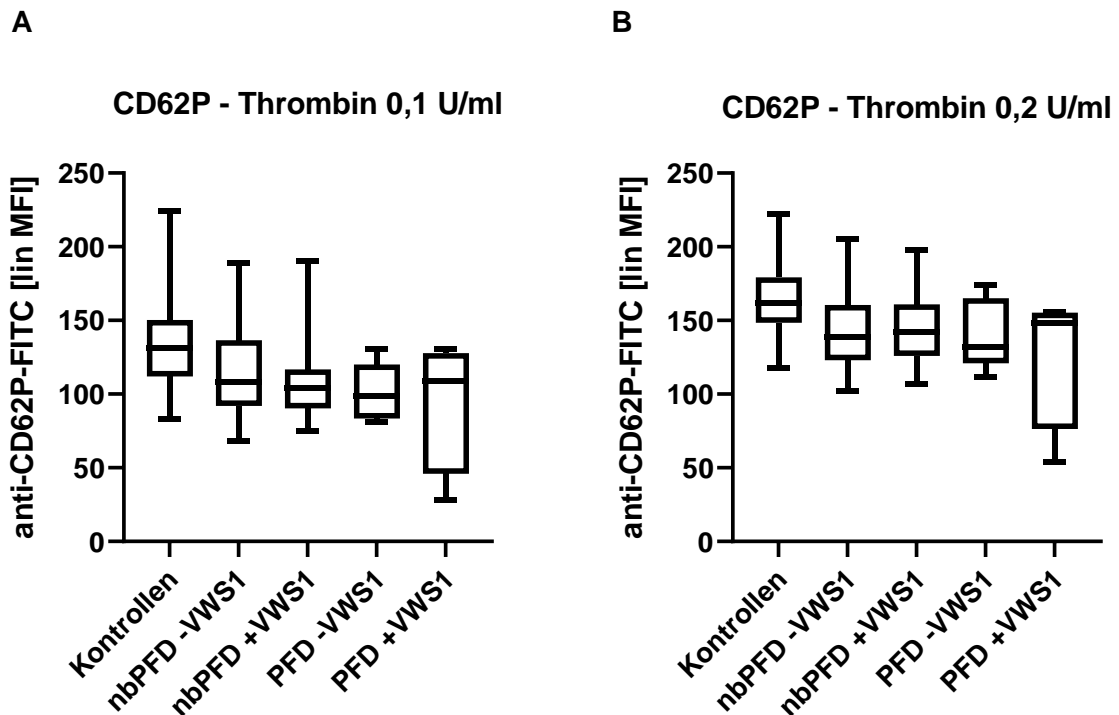 A
CD62P - Thrombin 0,1 U/ml
anti-CD62P-FITC [lin MFI]
250
200
150
100
50
0
Kontrollen
nbPFD -VWS1
nbPFD +VWS1
PFD -VWS1
PFD +VWS1
B
CD62P - Thrombin 0,2 U/ml
anti-CD62P-FITC [lin MFI]
250
200
150
100
50
0
Kontrollen
nbPFD -VWS1
nbPFD +VWS1
PFD -VWS1
PFD +VWS1